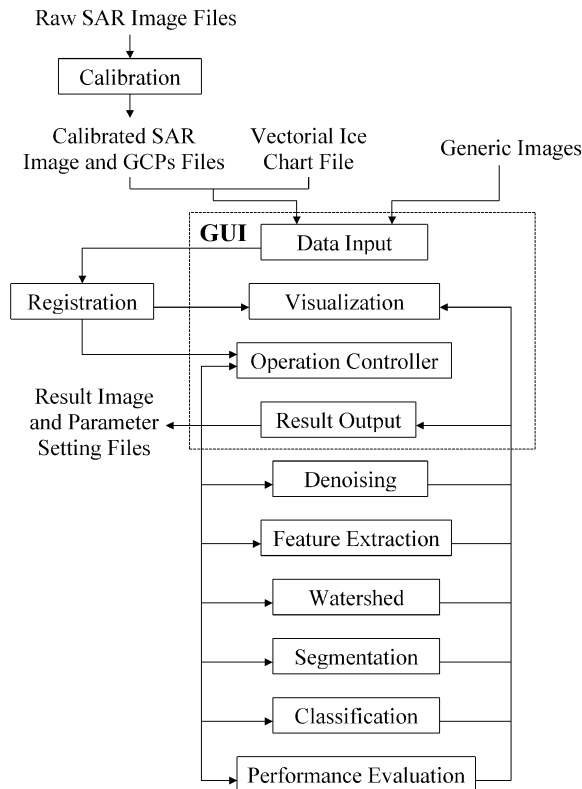 Raw SAR Image Files
Calibration
Calibrated SAR
Image and GCPs Files
Vectorial Ice
Chart File
Generic Images
GUI
Data Input
Registration
Visualization
Operation Controller
Result Image
and Parameter
Setting Files
Result Output
Denoising
Feature Extraction
Watershed
Segmentation
Classification
Performance Evaluation